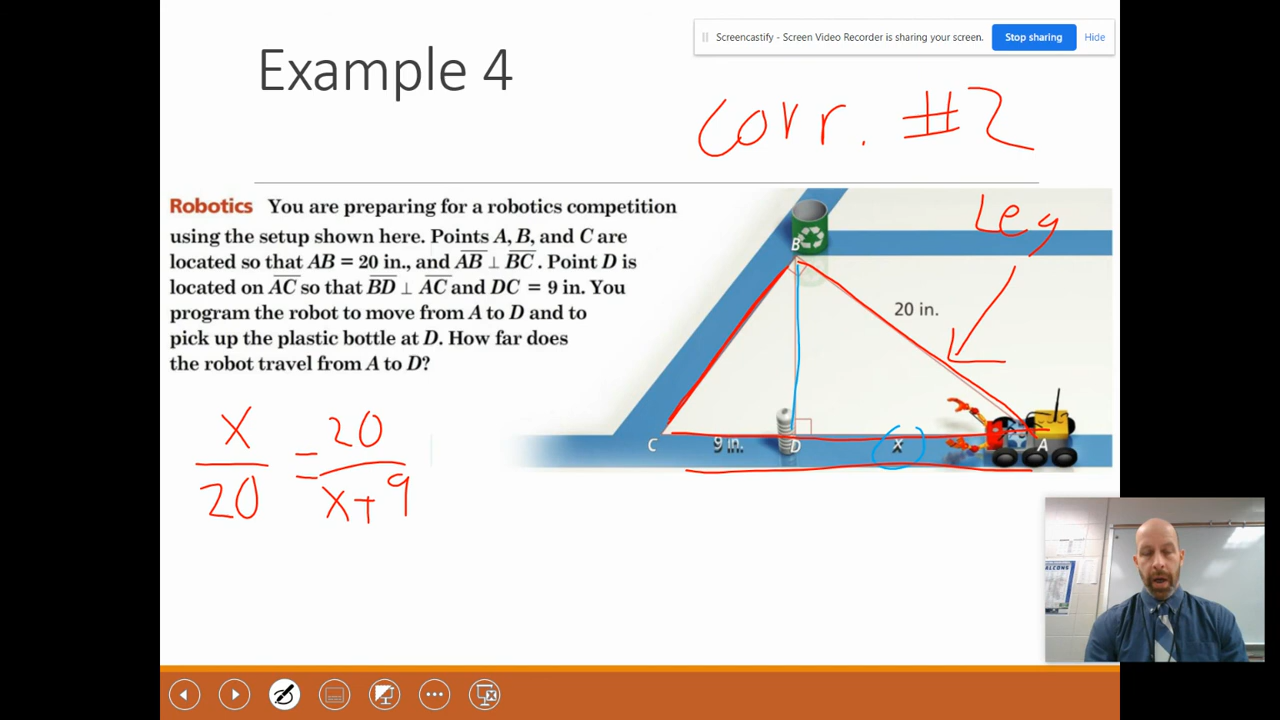 Example 4
Screencastify - Screen Video Recorder is sharing your screen.
Stop sharing
Hide
corr. #2
Robotics You are preparing for a robotics competition
using the setup shown here. Points A, B, and C are
located so that AB = 20 in., and AB ⊥ BC. Point D is
located on AC so that BD ⊥ AC and DC = 9 in. You
program the robot to move from A to D and to
pick up the plastic bottle at D. How far does
the robot travel from A to D?
Leg
B
20 in.
C 9 in. D x A
x/20 = 20/x+9
ALCONS